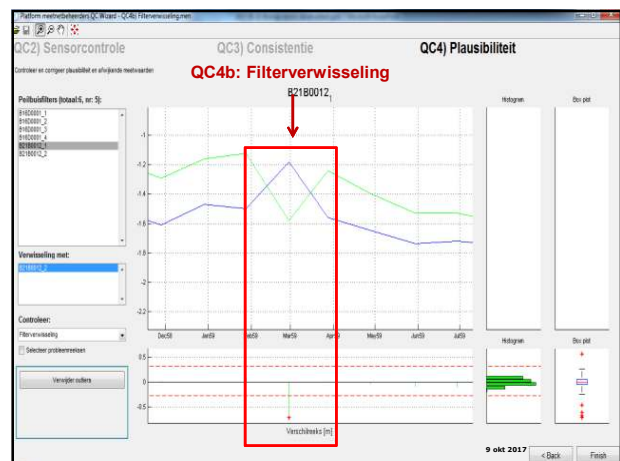 Platform meetnetbeheerders QC Wizard - QC4b) Filterverwisseling.men
QC2) Sensorcontrole
QC3) Consistentie
QC4) Plausibiliteit
Controleer en corrigeer plausibiliteit en afwijkende meetwaarden
QC4b: Filterverwisseling
Peilbuisfilters (totaal:6, nr: 5):
B16D0001_1
B16D0001_2
B16D0001_3
B16D0001_4
B21B0012_1
B21B0012_2
Verwisseling met:
B21B0012_2
Controleer:
Filterverwisseling
Selecteer probleemreeksen
Verwijder outliers
B21B0012_1
-1
-1.2
-1.4
-1.6
-1.8
-2
-2.2
Dec58
Jan59
Feb59
Mar59
Apr59
May59
Jun59
Jul59
0.5
0
-0.5
Verschilreeks [m]
Histogram
Box plot
Histogram
Box plot
9 okt 2017
< Back
Finish